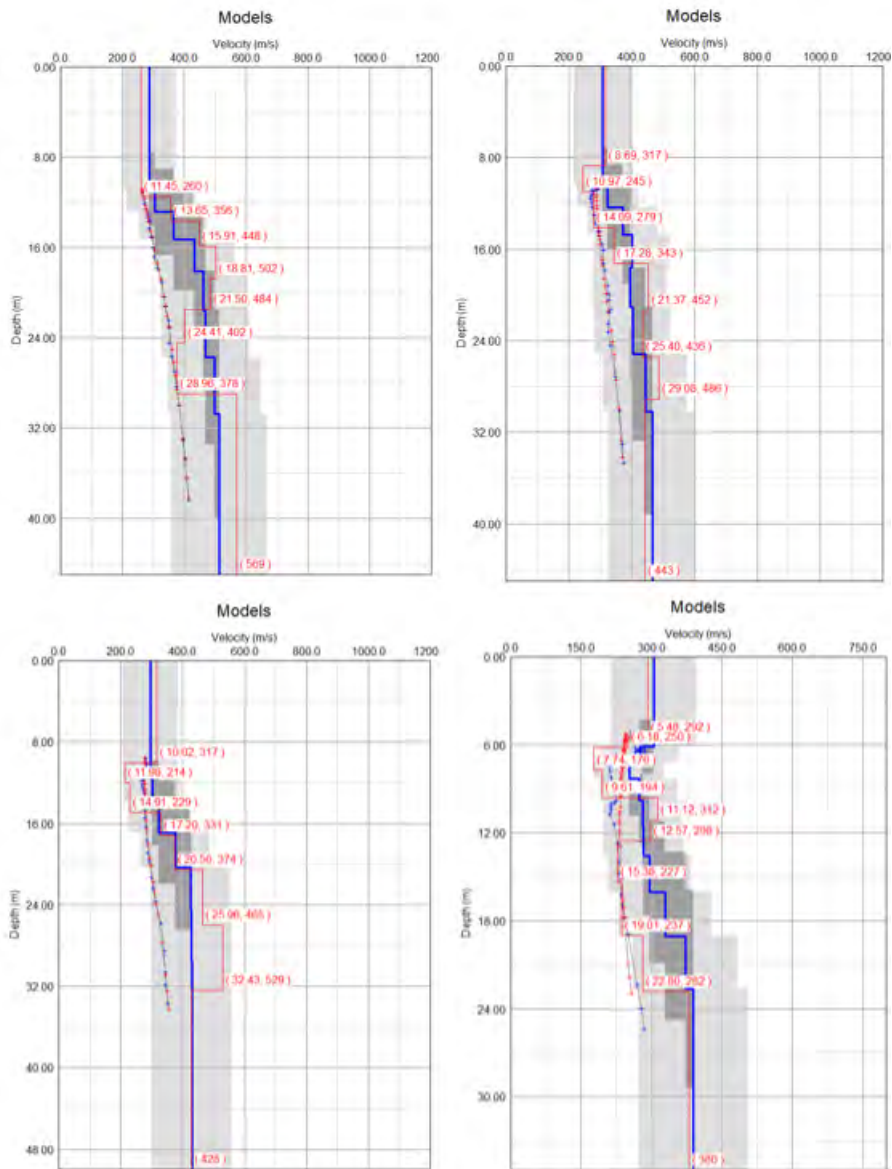 Models
Velocity (m/s)
0.0 200.0 400.0 600.0 800.0 1000.0 1200
0.00
8.00
16.00
24.00
32.00
40.00
Depth (m)
( 11.45, 260 )
( 13.65, 356 )
( 15.91, 448 )
( 18.81, 502 )
( 21.50, 484 )
( 24.41, 402 )
( 28.96, 378 )
( 569 )
Models
Velocity (m/s)
0.0 200.0 400.0 600.0 800.0 1000.0 1200
0.00
8.00
16.00
24.00
32.00
40.00
Depth (m)
( 8.69, 317 )
( 10.97, 245 )
( 14.09, 279 )
( 17.28, 343 )
( 21.37, 452 )
( 25.40, 436 )
( 29.08, 486 )
( 443 )
Models
Velocity (m/s)
0.0 200.0 400.0 600.0 800.0 1000.0 1200
0.00
8.00
16.00
24.00
32.00
40.00
48.00
Depth (m)
( 10.02, 317 )
( 11.98, 214 )
( 14.91, 229 )
( 17.20, 331 )
( 20.56, 374 )
( 25.98, 465 )
( 32.43, 529 )
( 428 )
Models
Velocity (m/s)
0.0 150.0 300.0 450.0 600.0 750.0
0.00
6.00
12.00
18.00
24.00
30.00
Depth (m)
( 5.48, 292 )
( 6.18, 250 )
( 7.74, 176 )
( 9.61, 194 )
( 11.12, 312 )
( 12.57, 298 )
( 15.38, 227 )
( 19.01, 237 )
( 22.80, 282 )
( 380 )